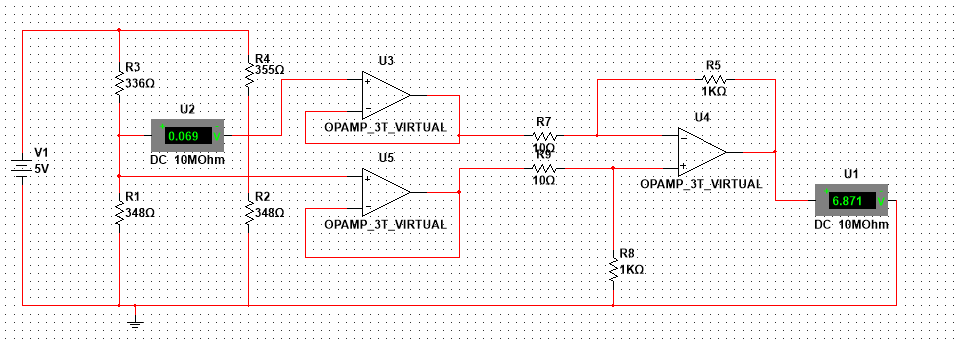 R3
336Ω
R4
355Ω
U2
0.069
V
DC 10MOhm
V1
5V
R1
348Ω
R2
348Ω
U3
+
−
OPAMP_3T_VIRTUAL
U5
+
−
OPAMP_3T_VIRTUAL
R7
10Ω
R9
10Ω
R5
1KΩ
U4
−
+
OPAMP_3T_VIRTUAL
R8
1KΩ
U1
6.871
V
DC 10MOhm